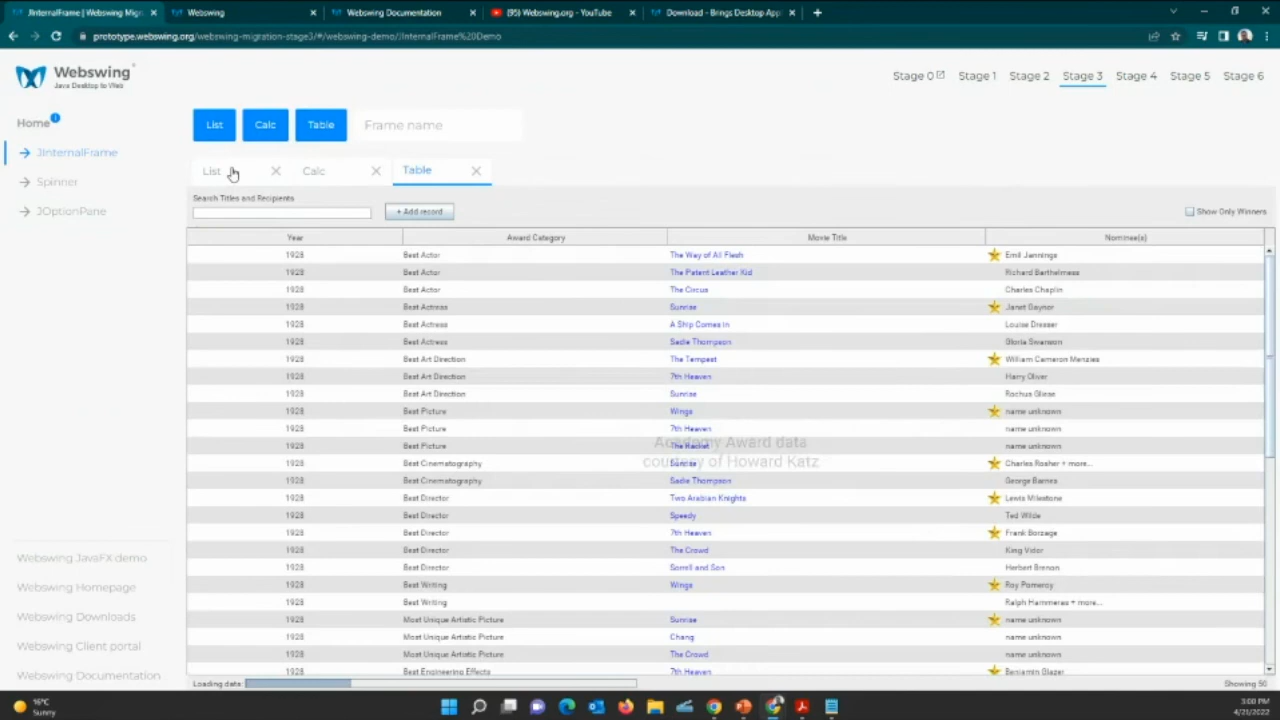 JInternalFrame | Webswing Migr
Webswing
Webswing Documentation
(95) Webswing.org - YouTube
Download - Brings Desktop App
prototype.webswing.org/webswing-migration-stage3/#/webswing-demo/JInternalFrame%20Demo
Webswing
Java Desktop to Web
Stage 0 Stage 1 Stage 2 Stage 3 Stage 4 Stage 5 Stage 6
Home
JInternalFrame
Spinner
JOptionPane
List Calc Table Frame name
List Calc Table
Search Titles and Recipients
+ Add record
Show Only Winners
Year Award Category Movie Title Nominee(s)
1928 Best Actor The Way of All Flesh Emil Jannings
1928 Best Actor The Patent Leather Kid Richard Barthelmess
1928 Best Actor The Circus Charles Chaplin
1928 Best Actress Sunrise Janet Gaynor
1928 Best Actress A Ship Comes in Louise Dresser
1928 Best Actress Sadie Thompson Gloria Swanson
1928 Best Art Direction The Tempest William Cameron Menzies
1928 Best Art Direction 7th Heaven Harry Oliver
1928 Best Art Direction Sunrise Rochus Gliese
1928 Best Picture Wings name unknown
1928 Best Picture 7th Heaven name unknown
1928 Best Picture The Racket name unknown
Academy Award data
courtesy of Howard Katz
1928 Best Cinematography Sunrise Charles Rosher + more...
1928 Best Cinematography Sadie Thompson George Barnes
1928 Best Director Two Arabian Knights Lewis Milestone
1928 Best Director Speedy Ted Wilde
1928 Best Director 7th Heaven Frank Borzage
1928 Best Director The Crowd King Vidor
1928 Best Director Sorrell and Son Herbert Brenon
1928 Best Writing Wings Roy Pomeroy
1928 Best Writing Ralph Hammeras + more...
1928 Most Unique Artistic Picture Sunrise name unknown
1928 Most Unique Artistic Picture Chang name unknown
1928 Most Unique Artistic Picture The Crowd name unknown
1928 Best Engineering Effects 7th Heaven Benjamin Glazer
Loading data:
Showing 50
Webswing JavaFX demo
Webswing Homepage
Webswing Downloads
Webswing Client portal
Webswing Documentation
16°C
Sunny
3:00 PM
4/21/2022